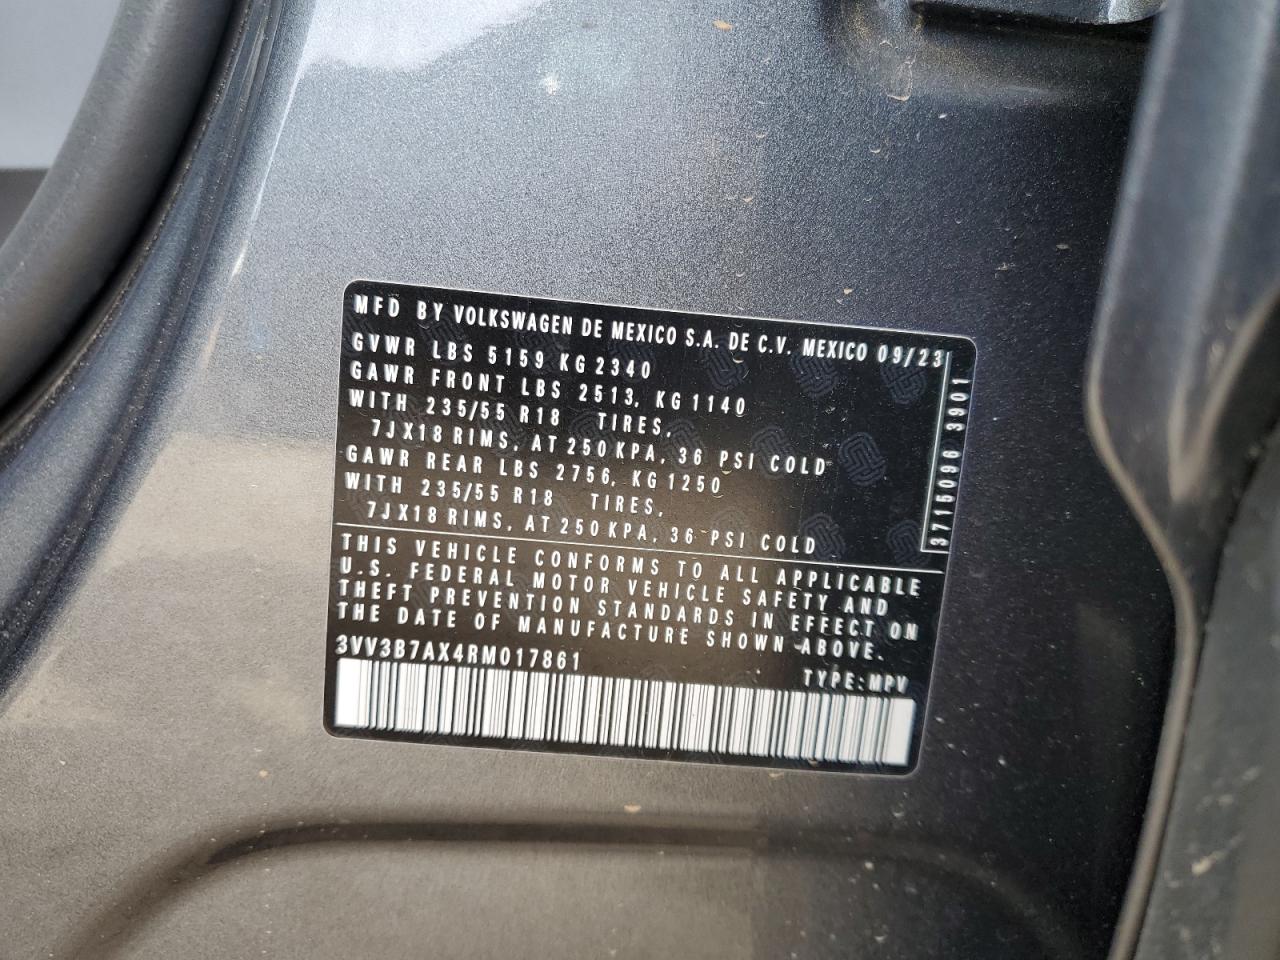 MFD BY VOLKSWAGEN DE MEXICO S.A. DE C.V. MEXICO 09/23
GVWR LBS 5159 KG 2340
GAWR FRONT LBS 2513, KG 1140
WITH 235/55 R18 TIRES,
7JX18 RIMS, AT 250 KPA, 36 PSI COLD
GAWR REAR LBS 2756, KG 1250
WITH 235/55 R18 TIRES,
7JX18 RIMS, AT 250 KPA, 36 PSI COLD
3715096 3901
THIS VEHICLE CONFORMS TO ALL APPLICABLE
U.S. FEDERAL MOTOR VEHICLE SAFETY AND
THEFT PREVENTION STANDARDS IN EFFECT ON
THE DATE OF MANUFACTURE SHOWN ABOVE.
3VV3B7AX4RM017861
TYPE:MPV